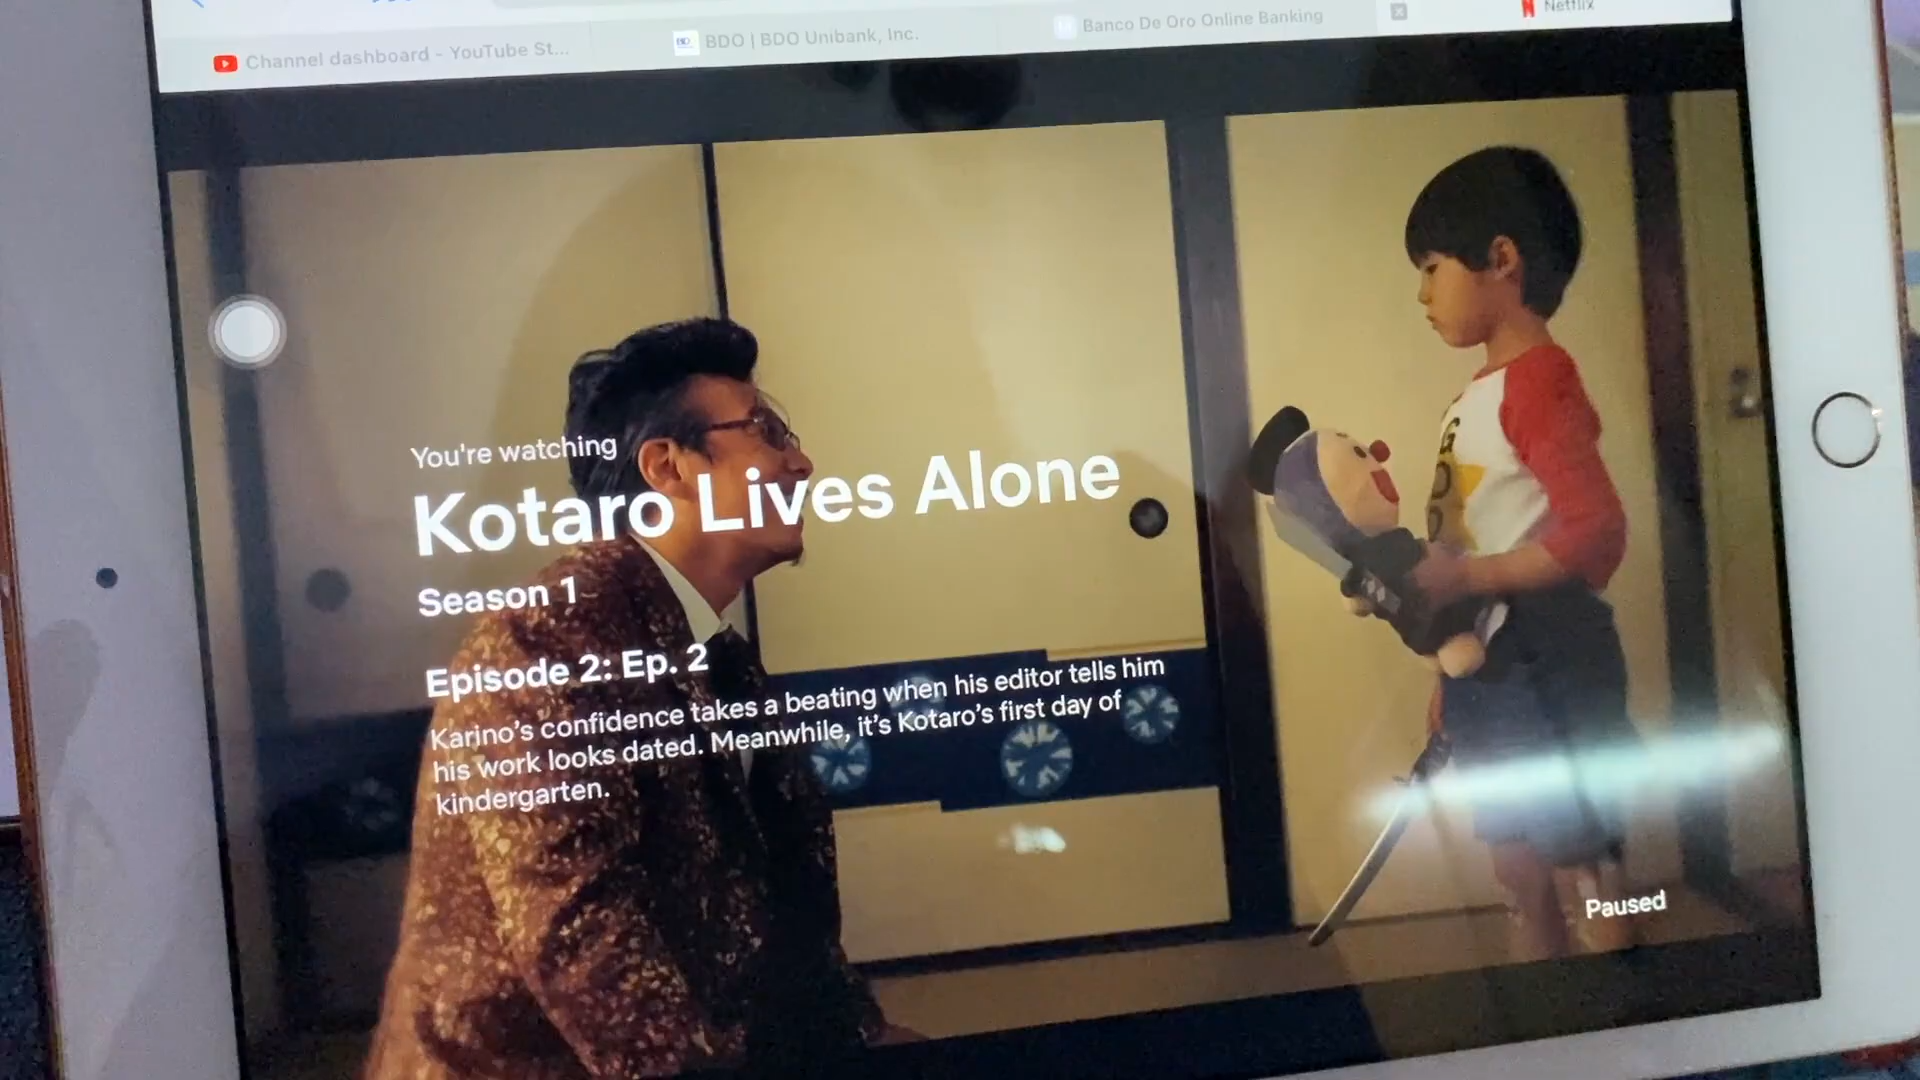 Channel dashboard - YouTube St...
BDO | BDO Unibank, Inc.
Banco De Oro Online Banking
Netflix
You're watching
Kotaro Lives Alone
Season 1
Episode 2: Ep. 2
Karino's confidence takes a beating when his editor tells him
his work looks dated. Meanwhile, it's Kotaro's first day of
kindergarten.
Paused